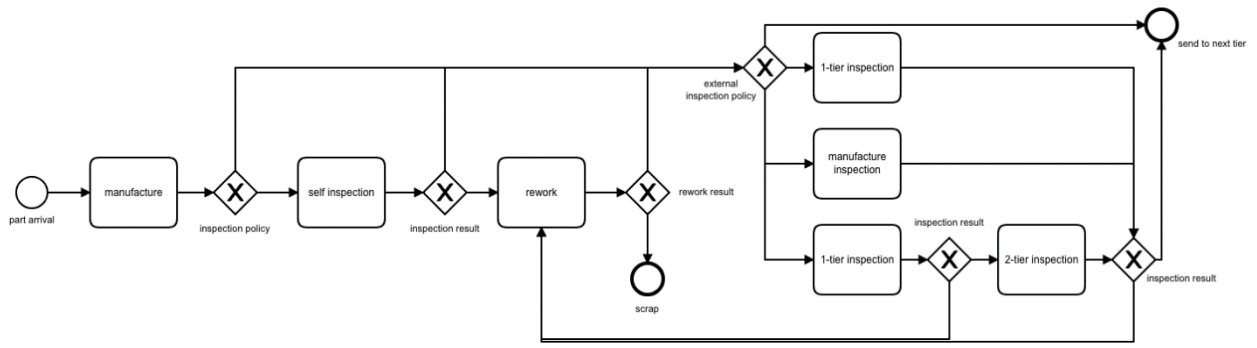 part arrival
manufacture
inspection policy
self inspection
inspection result
rework
rework result
scrap
external
inspection policy
1-tier inspection
manufacture
inspection
1-tier inspection
inspection result
2-tier inspection
inspection result
send to next tier